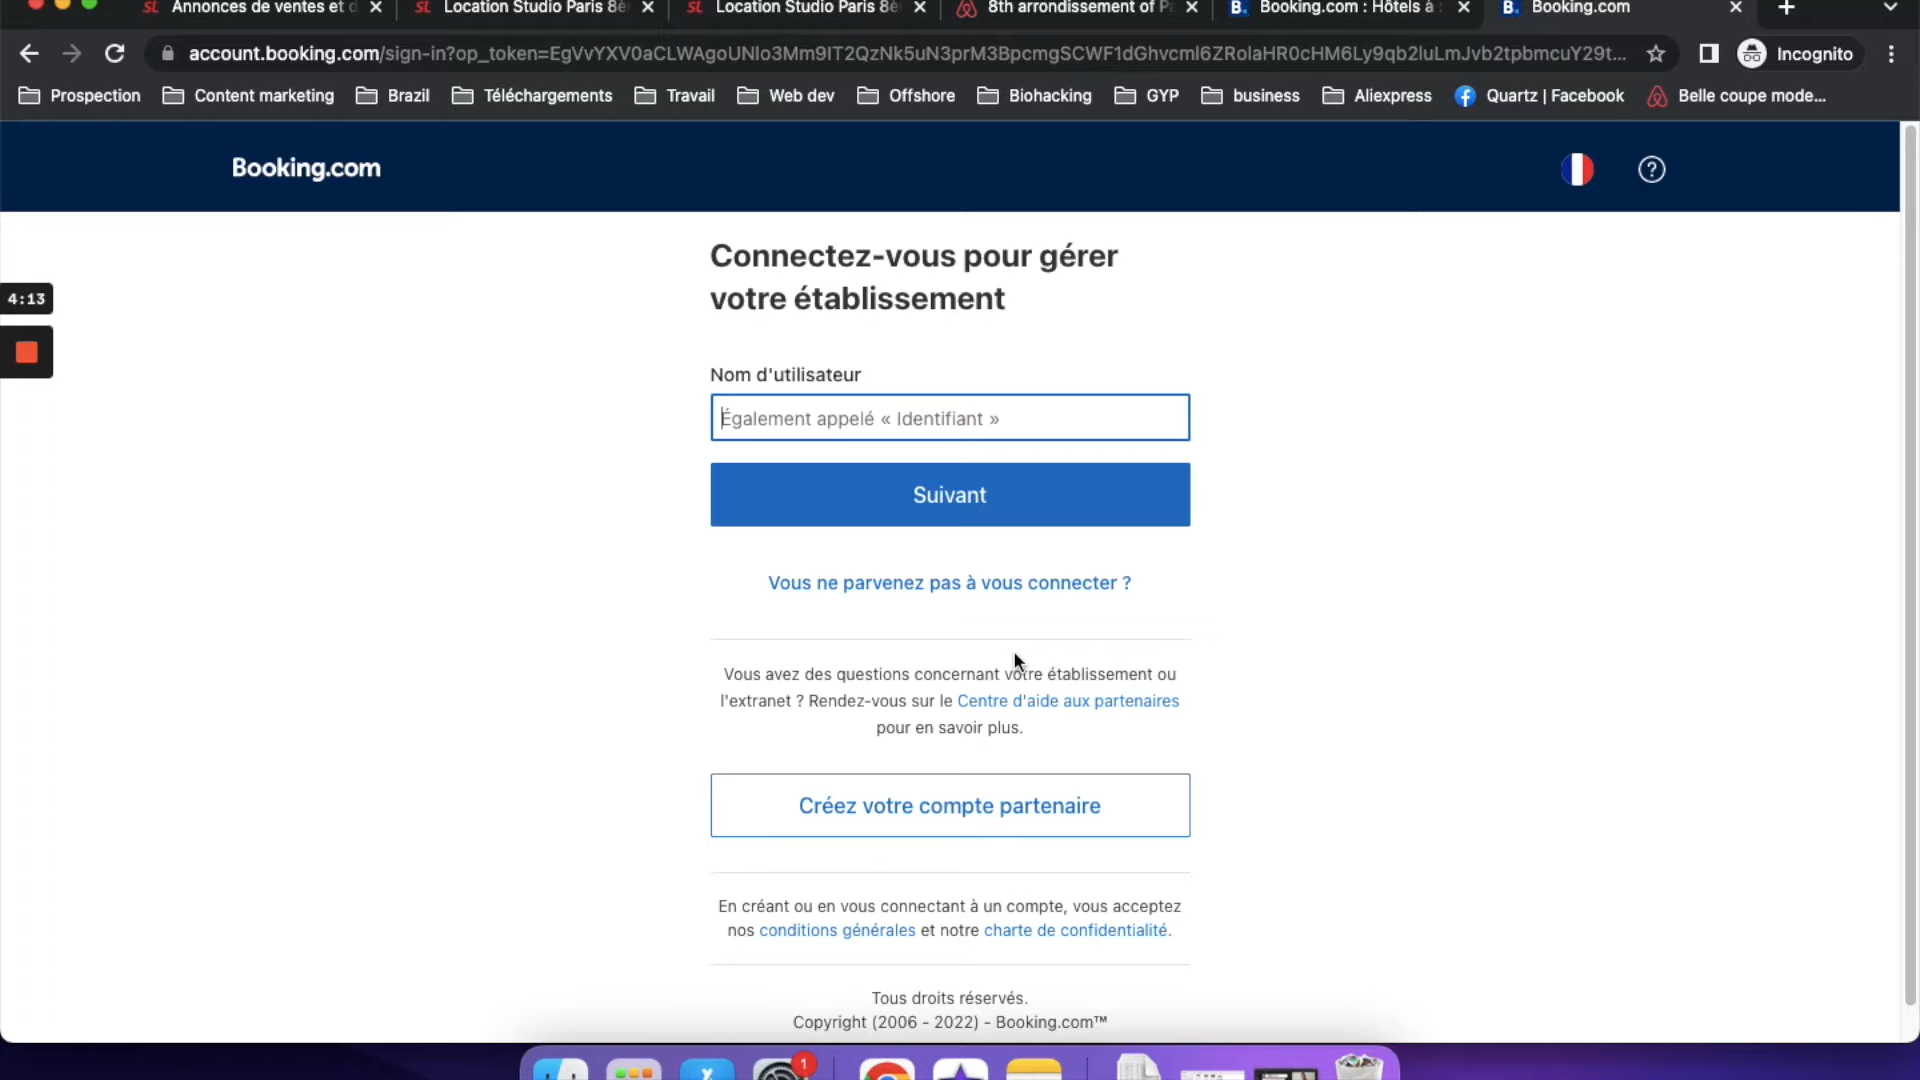 Annonces de ventes et d
Location Studio Paris 8è
Location Studio Paris 8è
8th arrondissement of P
B. Booking.com : Hôtels à
B. Booking.com
account.booking.com/sign-in?op_token=
Incognito
Prospection
Content marketing
Brazil
Téléchargements
Travail
Web dev
Offshore
Biohacking
GYP
business
Aliexpress
Quartz | Facebook
Belle coupe mode...
Booking.com
Connectez-vous pour gérer
votre établissement
4:13
Nom d'utilisateur
Également appelé « Identifiant »
Suivant
Vous ne parvenez pas à vous connecter ?
Vous avez des questions concernant votre établissement ou
l'extranet ? Rendez-vous sur le Centre d'aide aux partenaires
pour en savoir plus.
Créez votre compte partenaire
En créant ou en vous connectant à un compte, vous acceptez
nos conditions générales et notre charte de confidentialité.
Tous droits réservés.
Copyright (2006 - 2022) - Booking.com™
1